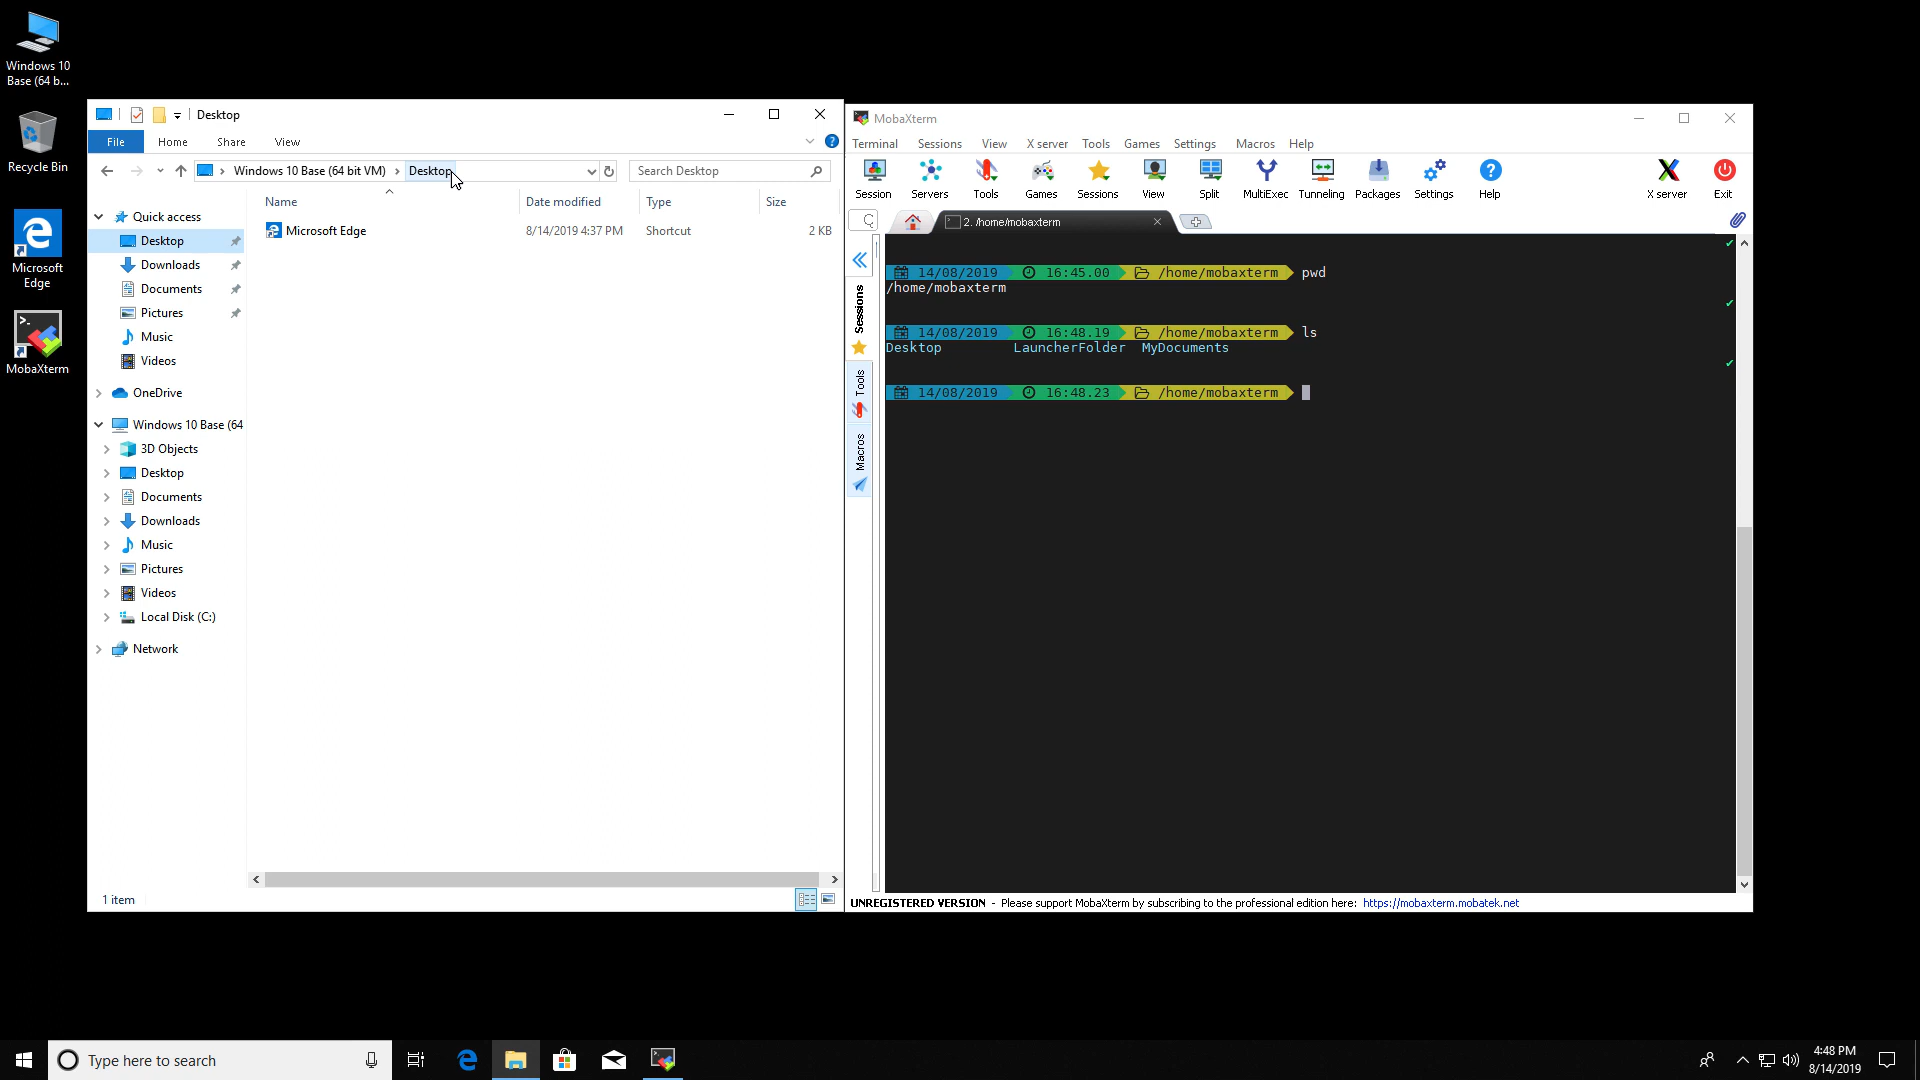 Windows 10
Base (64 b...
Recycle Bin
Microsoft
Edge
MobaXterm
Desktop
File Home Share View
Windows 10 Base (64 bit VM) Desktop
Search Desktop
Name Date modified Type Size
Microsoft Edge 8/14/2019 4:37 PM Shortcut 2 KB
Quick access
Desktop
Downloads
Documents
Pictures
Music
Videos
OneDrive
Windows 10 Base (64
3D Objects
Desktop
Documents
Downloads
Music
Pictures
Videos
Local Disk (C:)
Network
1 item
MobaXterm
Terminal Sessions View X server Tools Games Settings Macros Help
Session Servers Tools Games Sessions View Split MultiExec Tunneling Packages Settings Help X server Exit
2. /home/mobaxterm
Sessions
Tools
Macros
14/08/2019 16:45.00 /home/mobaxterm pwd
/home/mobaxterm
14/08/2019 16:48.19 /home/mobaxterm ls
Desktop LauncherFolder MyDocuments
14/08/2019 16:48.23 /home/mobaxterm
UNREGISTERED VERSION - Please support MobaXterm by subscribing to the professional edition here: https://mobaxterm.mobatek.net
Type here to search
4:48 PM
8/14/2019